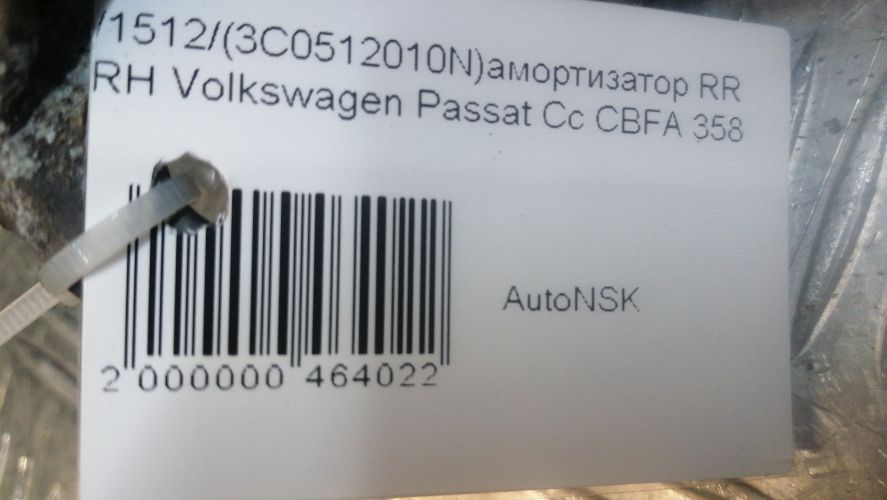 /1512/(3C0512010N)амортизатор RR
RH Volkswagen Passat Cc CBFA 358
AutoNSK
2 000000 464022